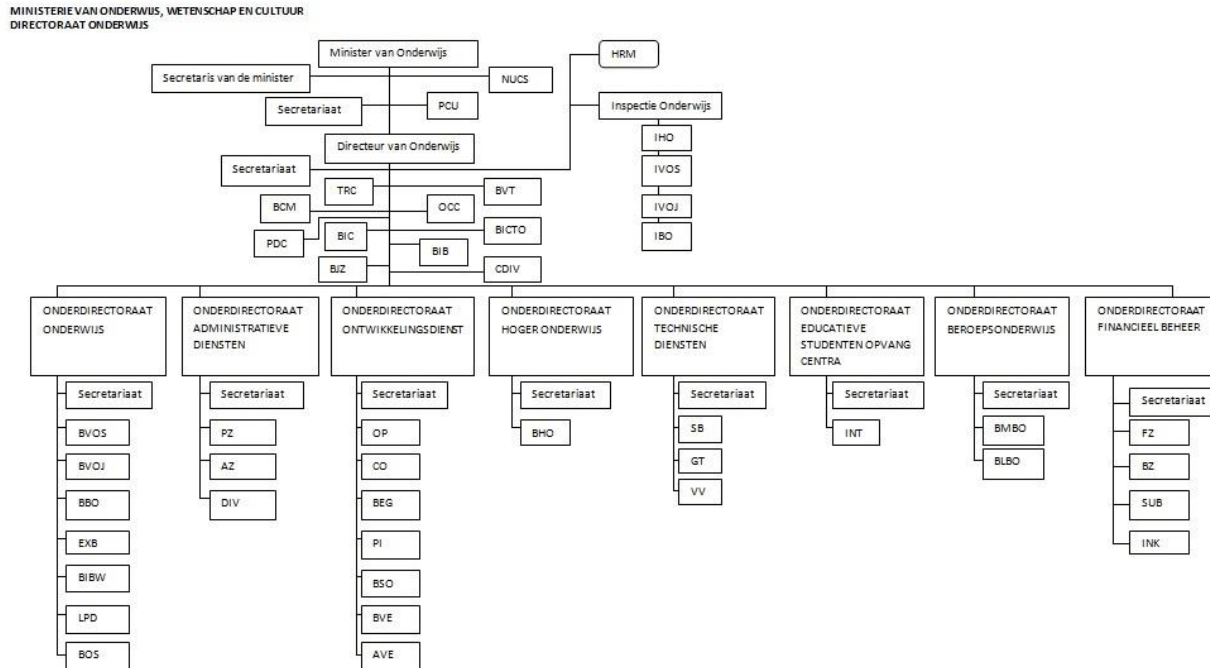 MINISTERIE VAN ONDERWIJS, WETENSCHAP EN CULTUUR
DIRECTORAAT ONDERWIJS
Minister van Onderwijs
HRM
Secretaris van de minister
NUCS
Secretariaat
PCU
Inspectie Onderwijs
IHO
IVOS
IVOJ
IBO
Directeur van Onderwijs
Secretariaat
TRC
BVT
BCM
OCC
PDC
BIC
BICTO
BIB
BJZ
CDIV
ONDERDIRECTORAAT
ONDERWIJS
Secretariaat
BVOS
BVOJ
BBO
EXB
BIBW
LPD
BOS
ONDERDIRECTORAAT
ADMINISTRATIEVE
DIENSTEN
Secretariaat
PZ
AZ
DIV
ONDERDIRECTORAAT
ONTWIKKELINGSDIENST
Secretariaat
OP
CO
BEG
PI
BSO
BVE
AVE
ONDERDIRECTORAAT
HOGER ONDERWIJS
Secretariaat
BHO
ONDERDIRECTORAAT
TECHNISCHE
DIENSTEN
Secretariaat
SB
GT
VV
ONDERDIRECTORAAT
EDUCATIEVE
STUDENTEN OPVANG
CENTRA
Secretariaat
INT
ONDERDIRECTORAAT
BEROEPSONDERWIJS
Secretariaat
BMBO
BLBO
ONDERDIRECTORAAT
FINANCIEEL BEHEER
Secretariaat
FZ
BZ
SUB
INK